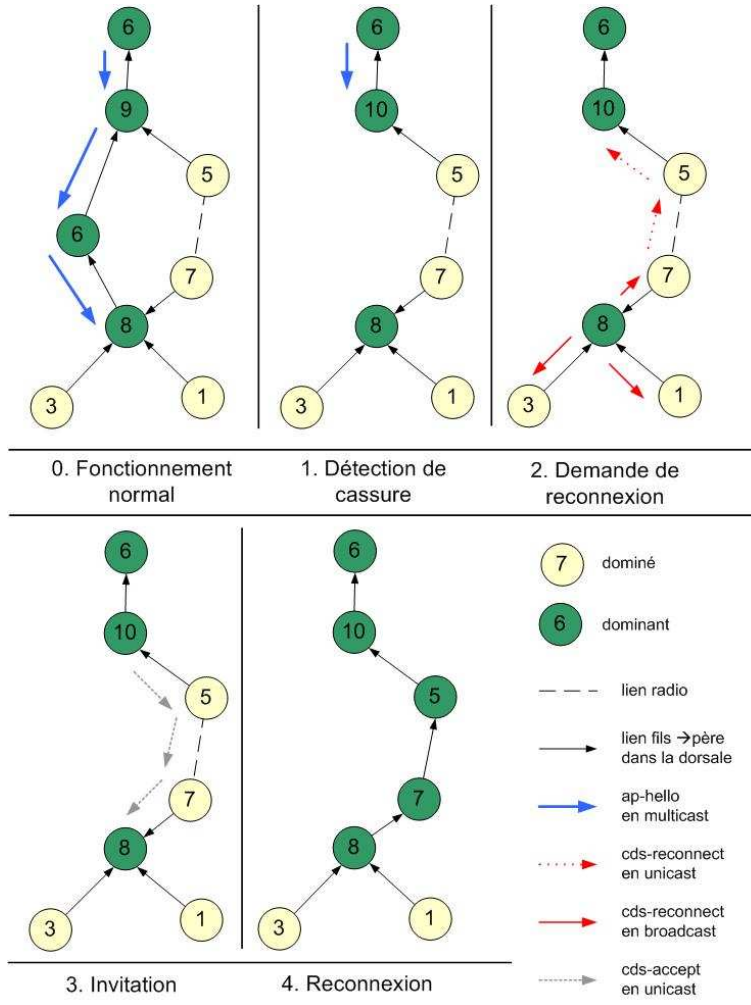 6
6
6
9
10
10
5
5
5
6
7
7
7
8
8
8
3
1
3
1
3
1
0. Fonctionnement
normal
1. Détection de
cassure
2. Demande de
reconnexion
6
6
7
dominé
10
10
6
dominant
5
5
lien radio
7
7
lien fils →père
dans la dorsale
8
8
ap-hello
en multicast
cds-reconnect
en unicast
3
1
3
1
cds-reconnect
en broadcast
3. Invitation
4. Reconnexion
cds-accept
en unicast